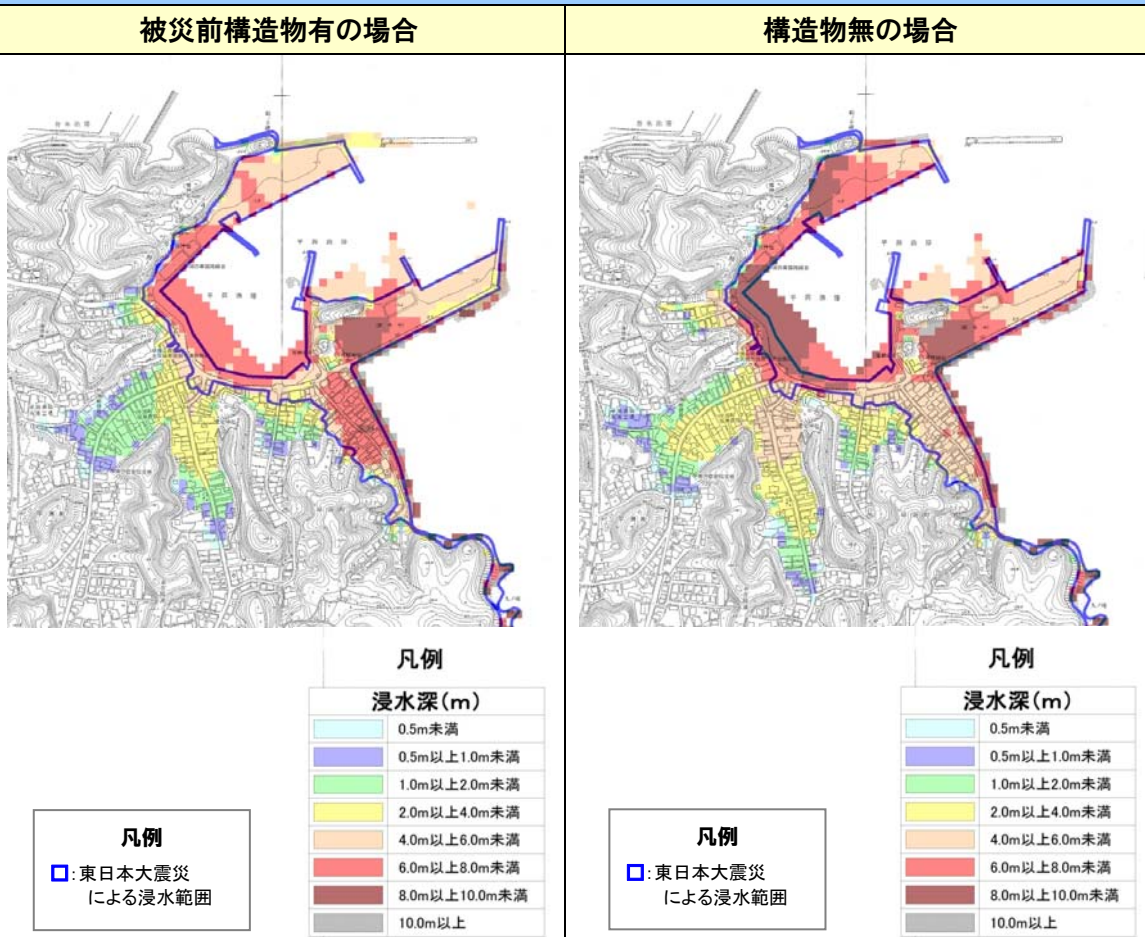 被災前構造物有の場合
構造物無の場合
平潟漁港
平潟漁港
凡例
浸水深(m)
0.5m未満
0.5m以上1.0m未満
1.0m以上2.0m未満
2.0m以上4.0m未満
4.0m以上6.0m未満
6.0m以上8.0m未満
8.0m以上10.0m未満
10.0m以上
凡例
:東日本大震災
による浸水範囲
凡例
浸水深(m)
0.5m未満
0.5m以上1.0m未満
1.0m以上2.0m未満
2.0m以上4.0m未満
4.0m以上6.0m未満
6.0m以上8.0m未満
8.0m以上10.0m未満
10.0m以上
凡例
:東日本大震災
による浸水範囲